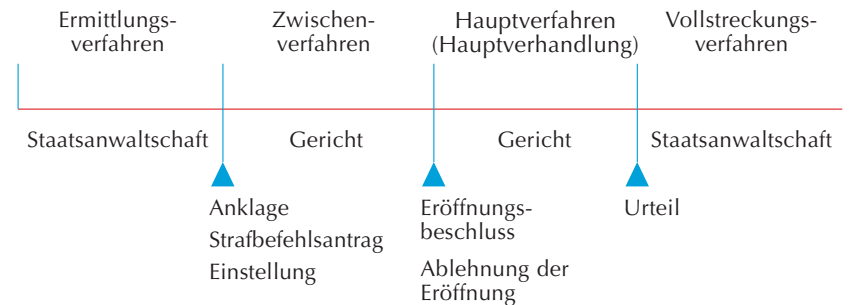 Ermittlungs-
verfahren
Zwischen-
verfahren
Hauptverfahren
(Hauptverhandlung)
Vollstreckungs-
verfahren
Staatsanwaltschaft
Gericht
Gericht
Staatsanwaltschaft
Anklage
Strafbefehlsantrag
Einstellung
Eröffnungs-
beschluss
Ablehnung der
Eröffnung
Urteil